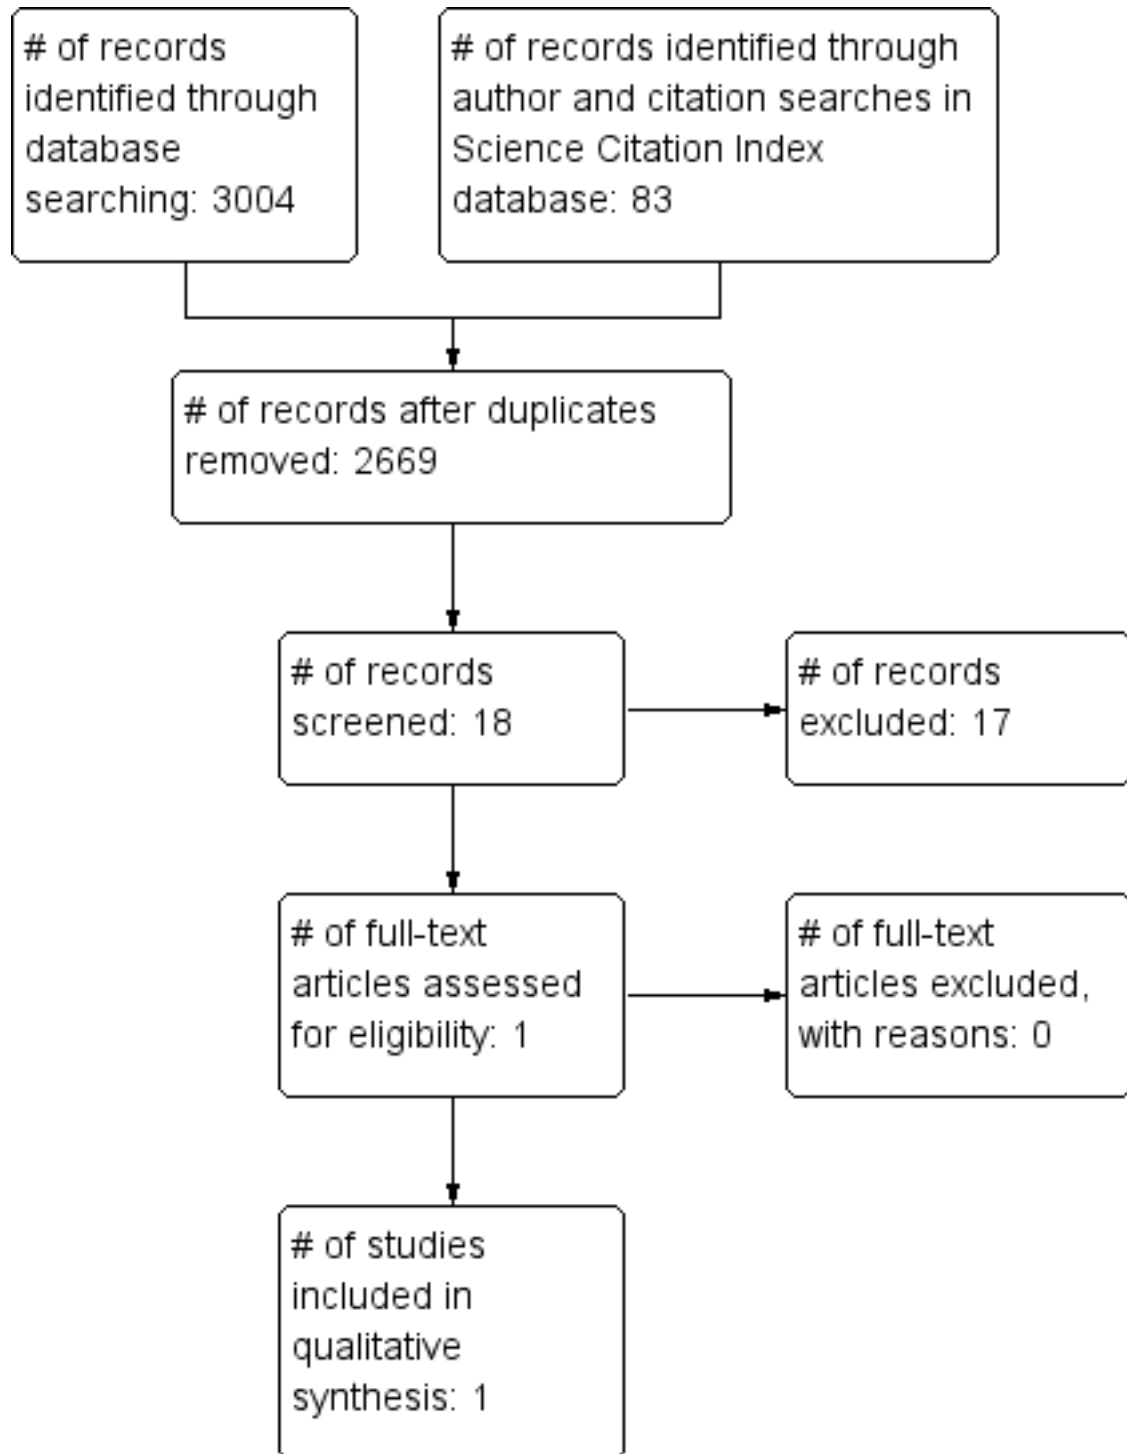 # of records
identified through
database
searching: 3004
# of records identified through
author and citation searches in
Science Citation Index
database: 83
# of records after duplicates
removed: 2669
# of records
screened: 18
# of records
excluded: 17
# of full-text
articles assessed
for eligibility: 1
# of full-text
articles excluded,
with reasons: 0
# of studies
included in
qualitative
synthesis: 1